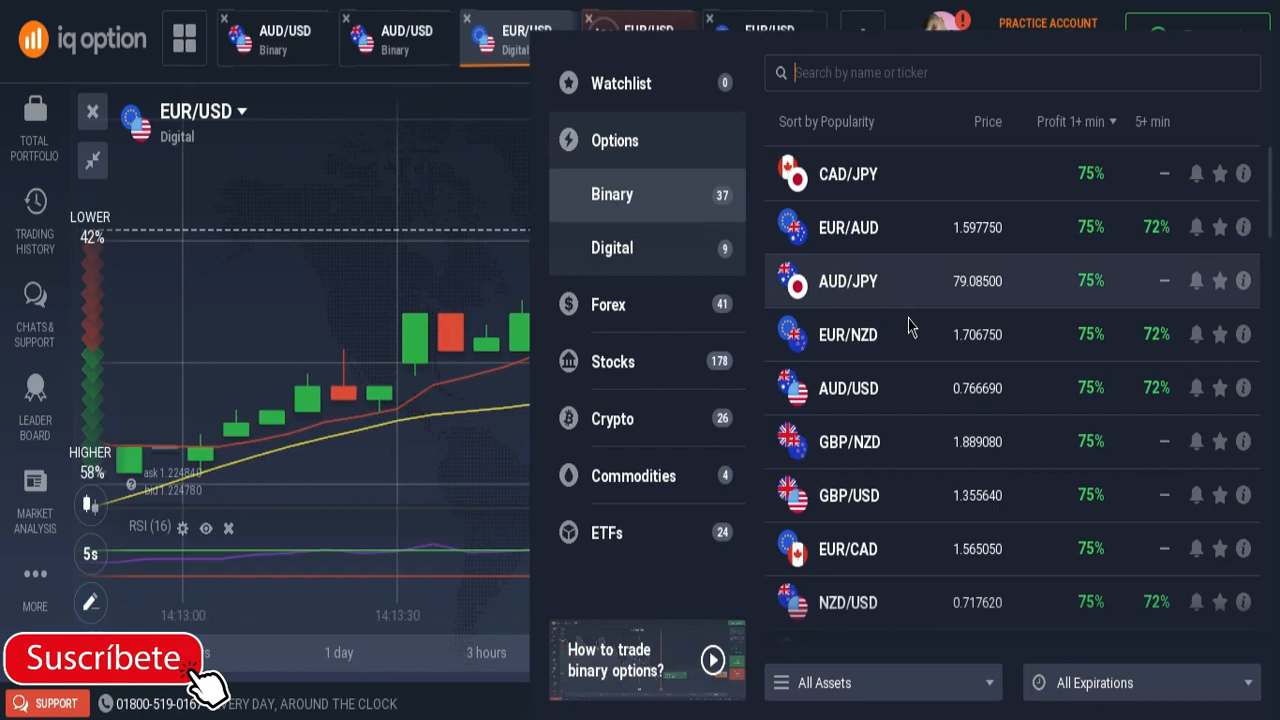 iq option
AUD/USD
Binary
AUD/USD
Binary
EUR/USD
Digital
PRACTICE ACCOUNT
TOTAL
PORTFOLIO
TRADING
HISTORY
CHATS &
SUPPORT
LEADER
BOARD
MARKET
ANALYSIS
MORE
EUR/USD
Digital
LOWER
42%
HIGHER
58%
ask 1.224840
bid 1.224780
RSI (16)
5s
14:13:00
14:13:30
1 day
3 hours
Suscríbete
SUPPORT
EVERY DAY, AROUND THE CLOCK
Watchlist 0
Options
Binary 37
Digital 9
Forex 41
Stocks 178
Crypto 26
Commodities 4
ETFs 24
How to trade
binary options?
Search by name or ticker
Sort by Popularity Price Profit 1+ min 5+ min
CAD/JPY 75% –
EUR/AUD 1.597750 75% 72%
AUD/JPY 79.08500 75% –
EUR/NZD 1.706750 75% 72%
AUD/USD 0.766690 75% 72%
GBP/NZD 1.889080 75% –
GBP/USD 1.355640 75% –
EUR/CAD 1.565050 75% –
NZD/USD 0.717620 75% 72%
All Assets
All Expirations